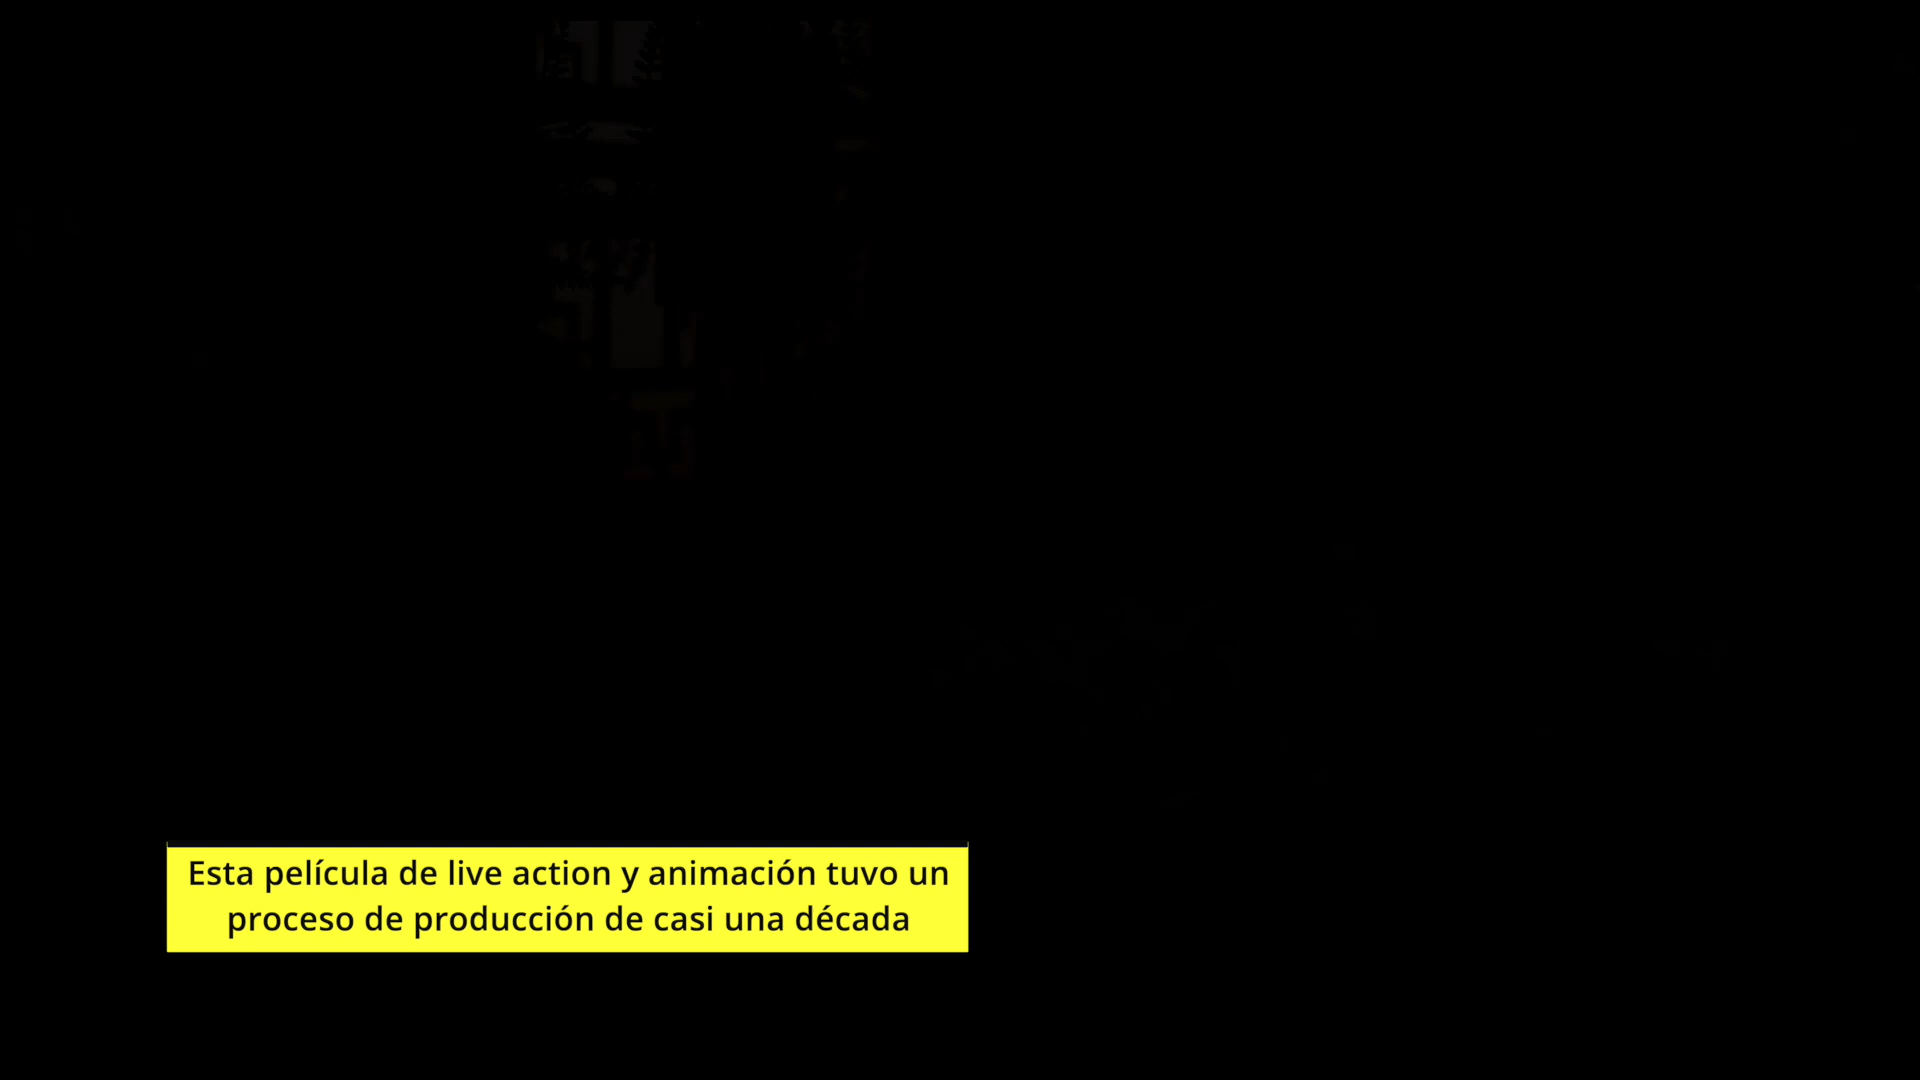 Esta película de live action y animación tuvo un
proceso de producción de casi una década